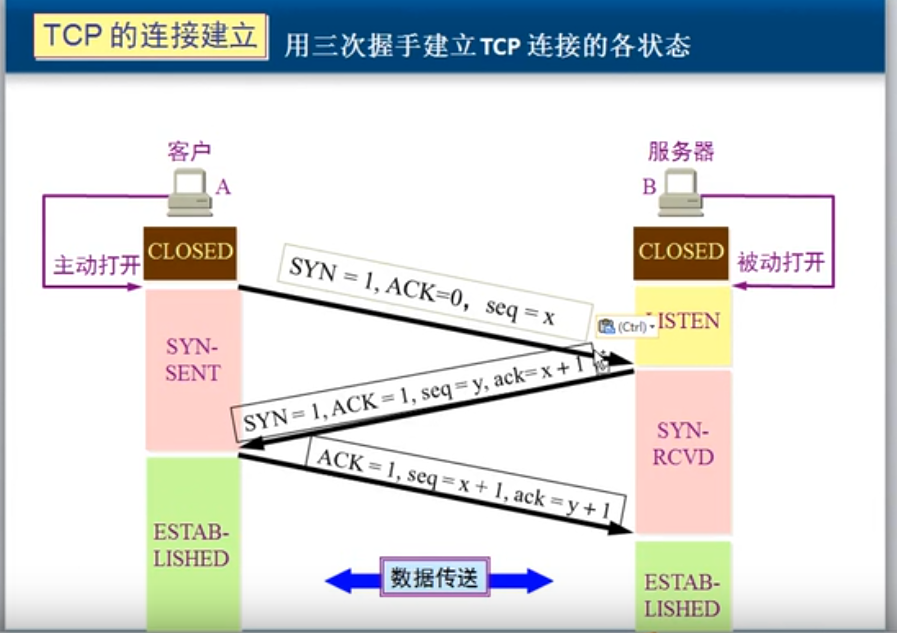 TCP 的连接建立
用三次握手建立TCP 连接的各状态
客户
服务器
A
B
CLOSED
CLOSED
主动打开
被动打开
SYN = 1, ACK=0，seq = x
(Ctrl)
LISTEN
SYN-
SENT
SYN = 1, ACK = 1, seq = y, ack= x + 1
SYN-
RCVD
ACK = 1, seq = x + 1, ack = y + 1
ESTAB-
LISHED
数据传送
ESTAB-
LISHED